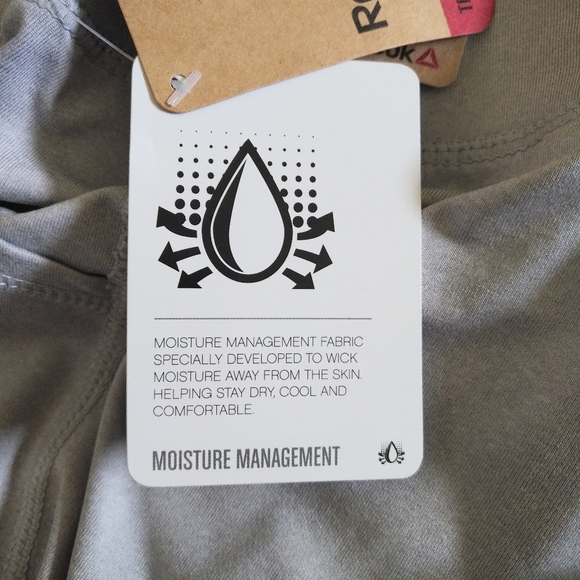 MOISTURE MANAGEMENT FABRIC
SPECIALLY DEVELOPED TO WICK
MOISTURE AWAY FROM THE SKIN.
HELPING STAY DRY, COOL AND
COMFORTABLE.
MOISTURE MANAGEMENT